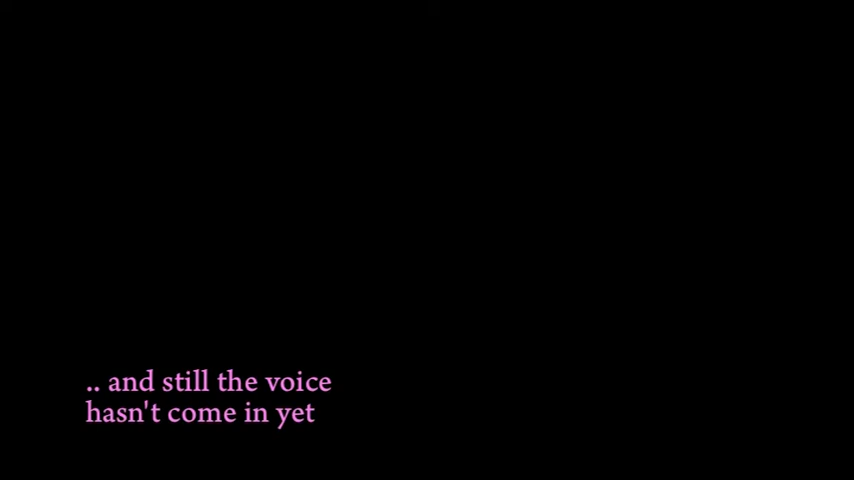 .. and still the voice
hasn't come in yet